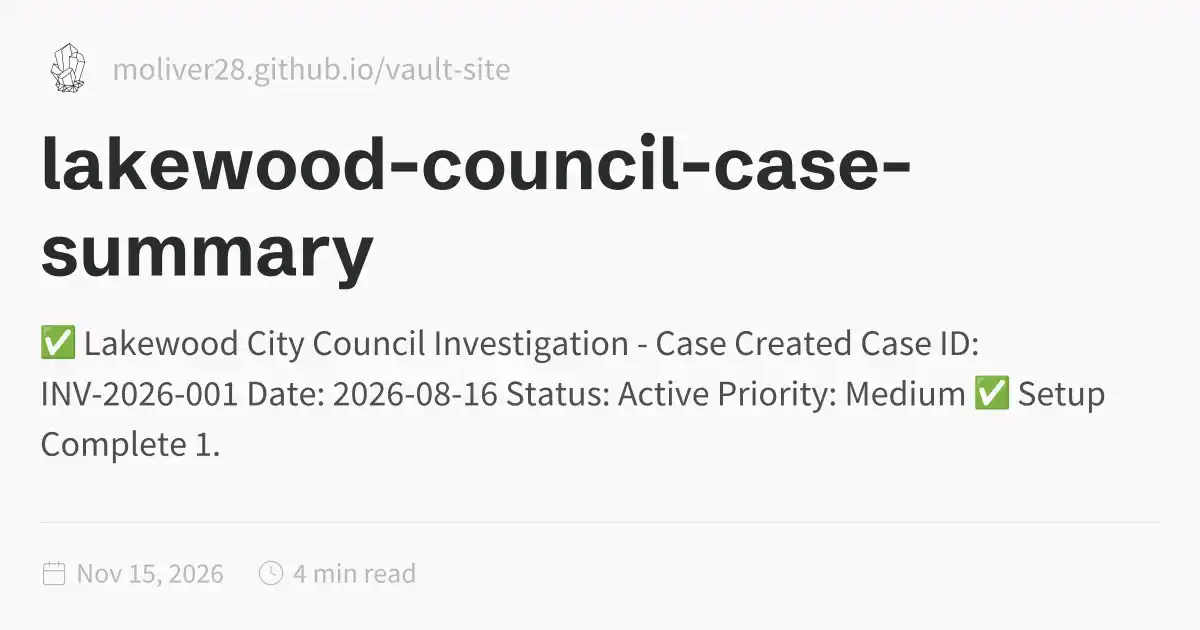 moliver28.github.io/vault-site
lakewood-council-case-
summary
✅ Lakewood City Council Investigation - Case Created Case ID:
INV-2026-001 Date: 2026-08-16 Status: Active Priority: Medium ✅ Setup
Complete 1.
Nov 15, 2026 4 min read